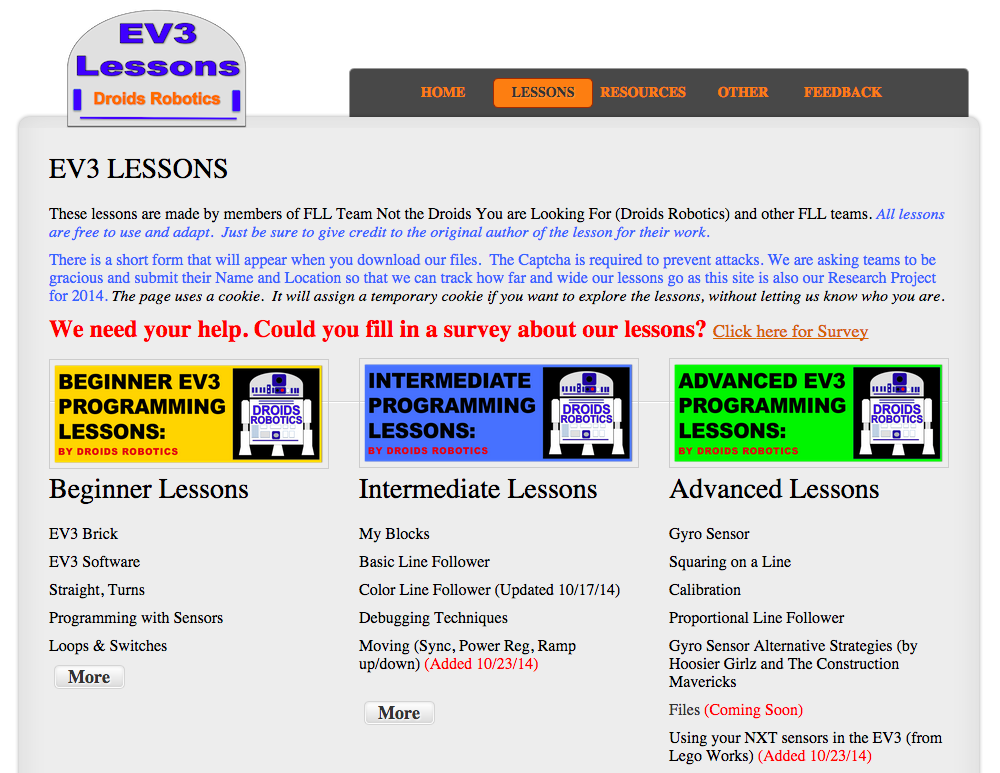 EV3
Lessons
Droids Robotics
HOME LESSONS RESOURCES OTHER FEEDBACK
EV3 LESSONS
These lessons are made by members of FLL Team Not the Droids You are Looking For (Droids Robotics) and other FLL teams. All lessons
are free to use and adapt.  Just be sure to give credit to the original author of the lesson for their work.
There is a short form that will appear when you download our files.  The Captcha is required to prevent attacks. We are asking teams to be
gracious and submit their Name and Location so that we can track how far and wide our lessons go as this site is also our Research Project
for 2014. The page uses a cookie.  It will assign a temporary cookie if you want to explore the lessons, without letting us know who you are.
We need your help. Could you fill in a survey about our lessons? Click here for Survey
BEGINNER EV3
PROGRAMMING
LESSONS:
BY DROIDS ROBOTICS
DROIDS
ROBOTICS
Beginner Lessons
EV3 Brick
EV3 Software
Straight, Turns
Programming with Sensors
Loops & Switches
More
INTERMEDIATE
PROGRAMMING
LESSONS:
BY DROIDS ROBOTICS
DROIDS
ROBOTICS
Intermediate Lessons
My Blocks
Basic Line Follower
Color Line Follower (Updated 10/17/14)
Debugging Techniques
Moving (Sync, Power Reg, Ramp
up/down) (Added 10/23/14)
More
ADVANCED EV3
PROGRAMMING
LESSONS:
BY DROIDS ROBOTICS
DROIDS
ROBOTICS
Advanced Lessons
Gyro Sensor
Squaring on a Line
Calibration
Proportional Line Follower
Gyro Sensor Alternative Strategies (by
Hoosier Girlz and The Construction
Mavericks
Files (Coming Soon)
Using your NXT sensors in the EV3 (from
Lego Works) (Added 10/23/14)